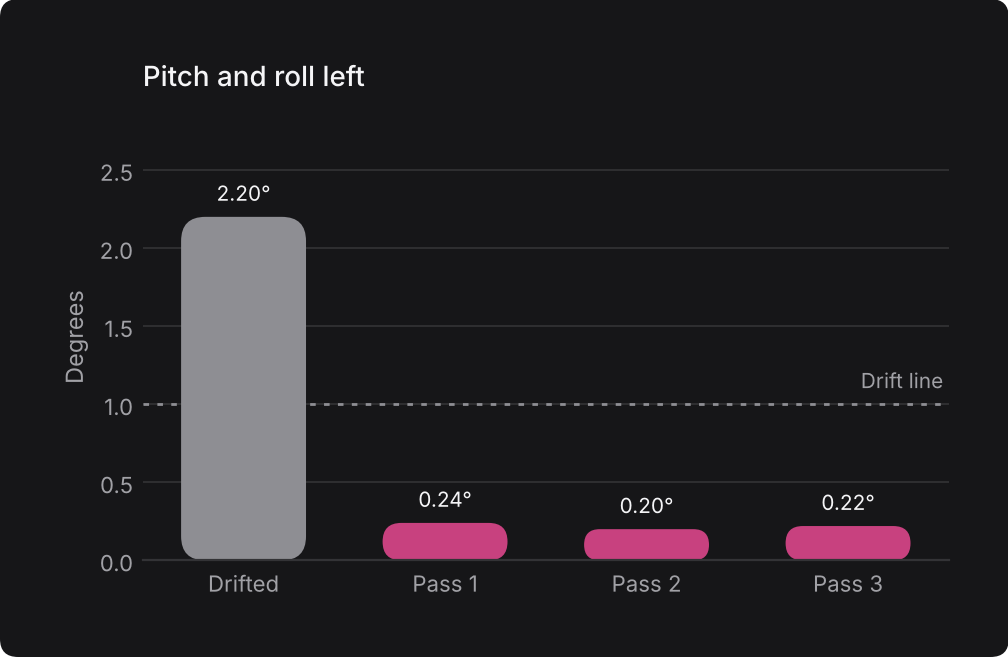 Pitch and roll left
2.5
2.20°
2.0
1.5
Degrees
Drift line
1.0
0.5
0.24°
0.20°
0.22°
0.0
Drifted
Pass 1
Pass 2
Pass 3